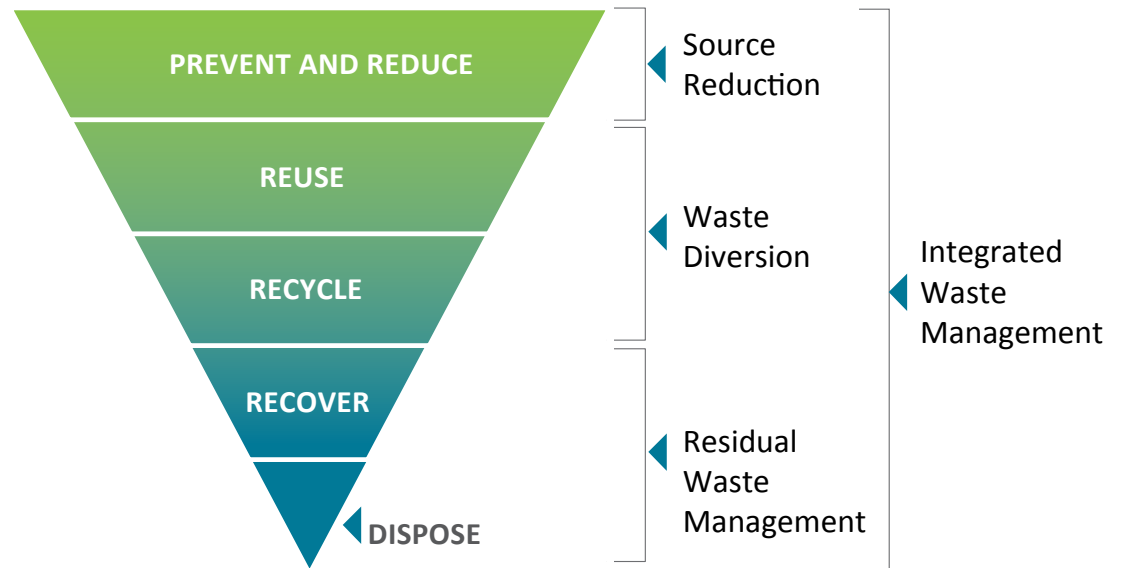 PREVENT AND REDUCE
REUSE
RECYCLE
RECOVER
DISPOSE
Source
Reduction
Waste
Diversion
Residual
Waste
Management
Integrated
Waste
Management